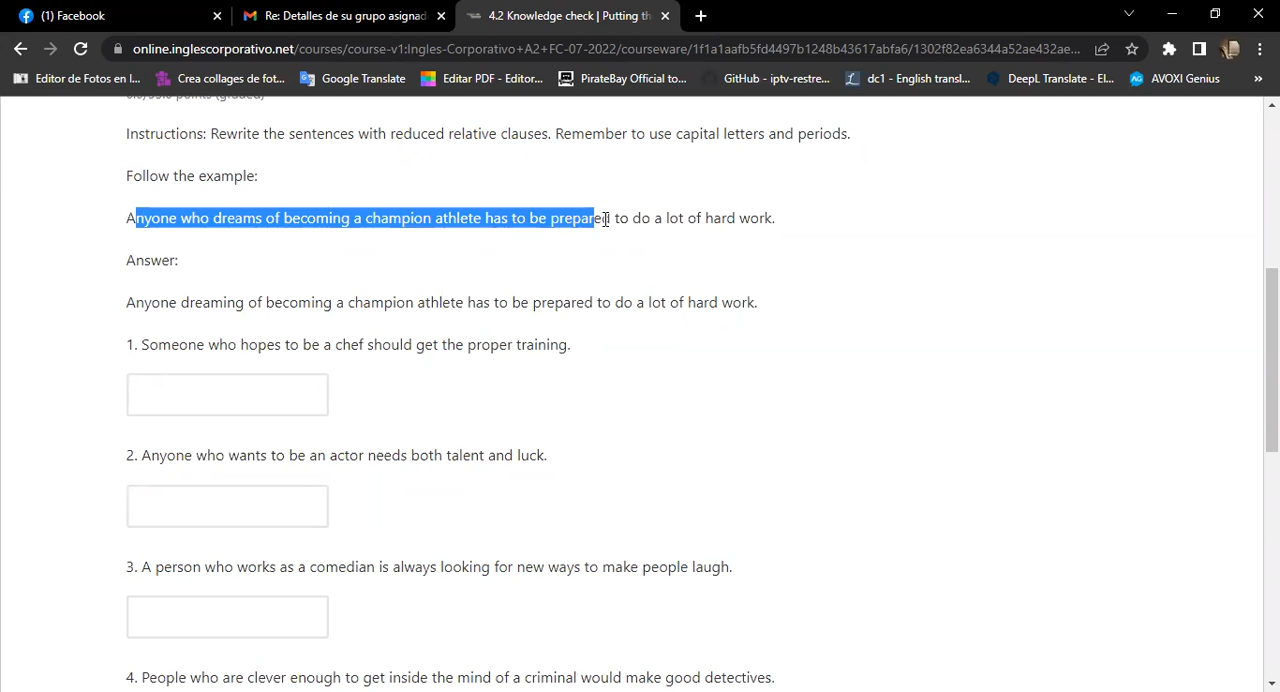 (1) Facebook
Re: Detalles de su grupo asignad
4.2 Knowledge check | Putting th
online.inglescorporativo.net/courses/course-v1:Ingles-Corporativo+A2+FC-07-2022/courseware/1f1a1aafb5fd4497b1248b43617abfa6/1302f82ea6344a52ae432ae...
Editor de Fotos en l...
Crea collages de fot...
Google Translate
Editar PDF - Editor...
PirateBay Official to...
GitHub - iptv-restre...
dc1 - English transl...
DeepL Translate - El...
AVOXI Genius
Instructions: Rewrite the sentences with reduced relative clauses. Remember to use capital letters and periods.
Follow the example:
Anyone who dreams of becoming a champion athlete has to be prepared to do a lot of hard work.
Answer:
Anyone dreaming of becoming a champion athlete has to be prepared to do a lot of hard work.
1. Someone who hopes to be a chef should get the proper training.
2. Anyone who wants to be an actor needs both talent and luck.
3. A person who works as a comedian is always looking for new ways to make people laugh.
4. People who are clever enough to get inside the mind of a criminal would make good detectives.